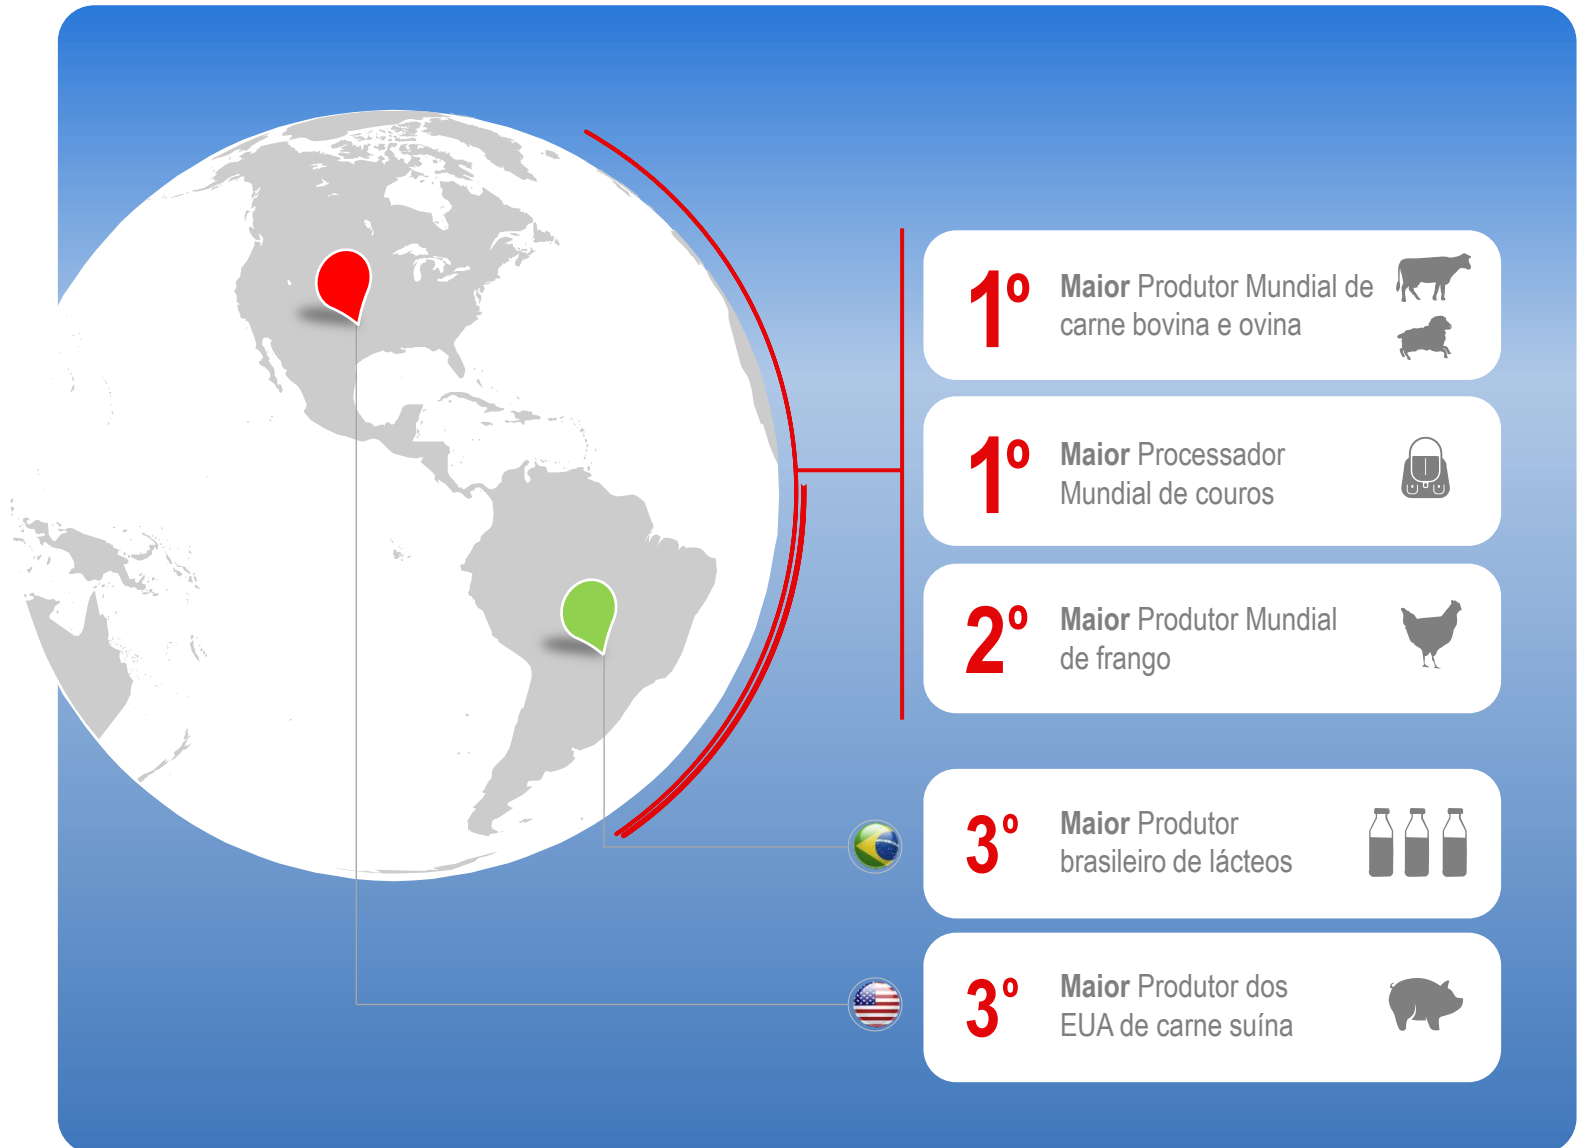 1º
Maior Produtor Mundial de
carne bovina e ovina
1º
Maior Processador
Mundial de couros
2º
Maior Produtor Mundial
de frango
3º
Maior Produtor
brasileiro de lácteos
3º
Maior Produtor dos
EUA de carne suína